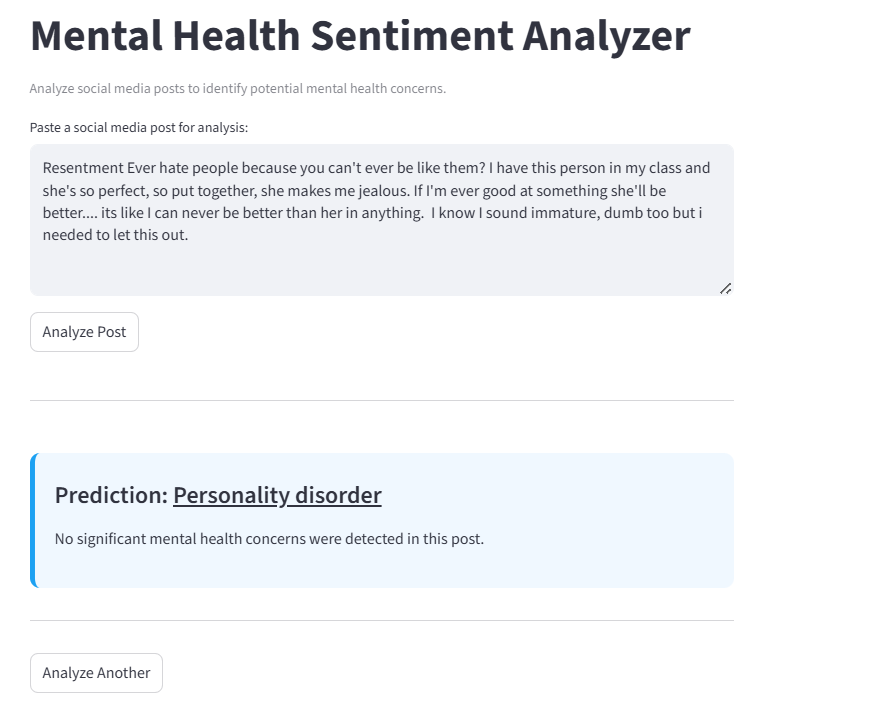 Mental Health Sentiment Analyzer
Analyze social media posts to identify potential mental health concerns.
Paste a social media post for analysis:
Resentment Ever hate people because you can't ever be like them? I have this person in my class and
she's so perfect, so put together, she makes me jealous. If I'm ever good at something she'll be
better.... its like I can never be better than her in anything.  I know I sound immature, dumb too but i
needed to let this out.
Analyze Post
Prediction: Personality disorder
No significant mental health concerns were detected in this post.
Analyze Another